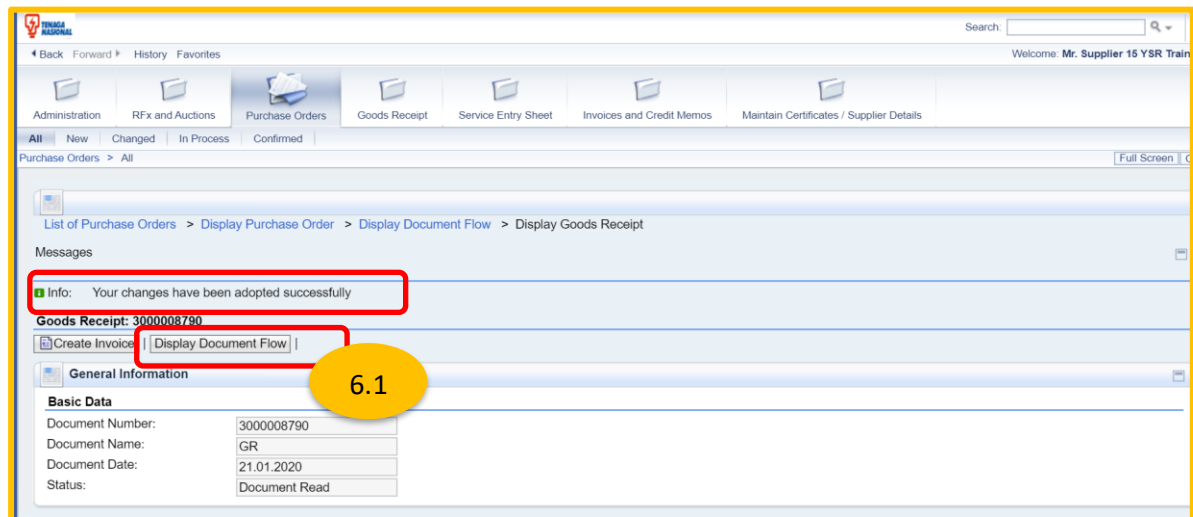 TENAGA
NASIONAL
Search:
Back Forward History Favorites
Welcome: Mr. Supplier 15 YSR Train
Administration RFx and Auctions Purchase Orders Goods Receipt Service Entry Sheet Invoices and Credit Memos Maintain Certificates / Supplier Details
All New Changed In Process Confirmed
Purchase Orders > All
Full Screen
List of Purchase Orders > Display Purchase Order > Display Document Flow > Display Goods Receipt
Messages
Info: Your changes have been adopted successfully
Goods Receipt: 3000008790
Create Invoice | Display Document Flow |
6.1
General Information
Basic Data
Document Number: 3000008790
Document Name: GR
Document Date: 21.01.2020
Status: Document Read